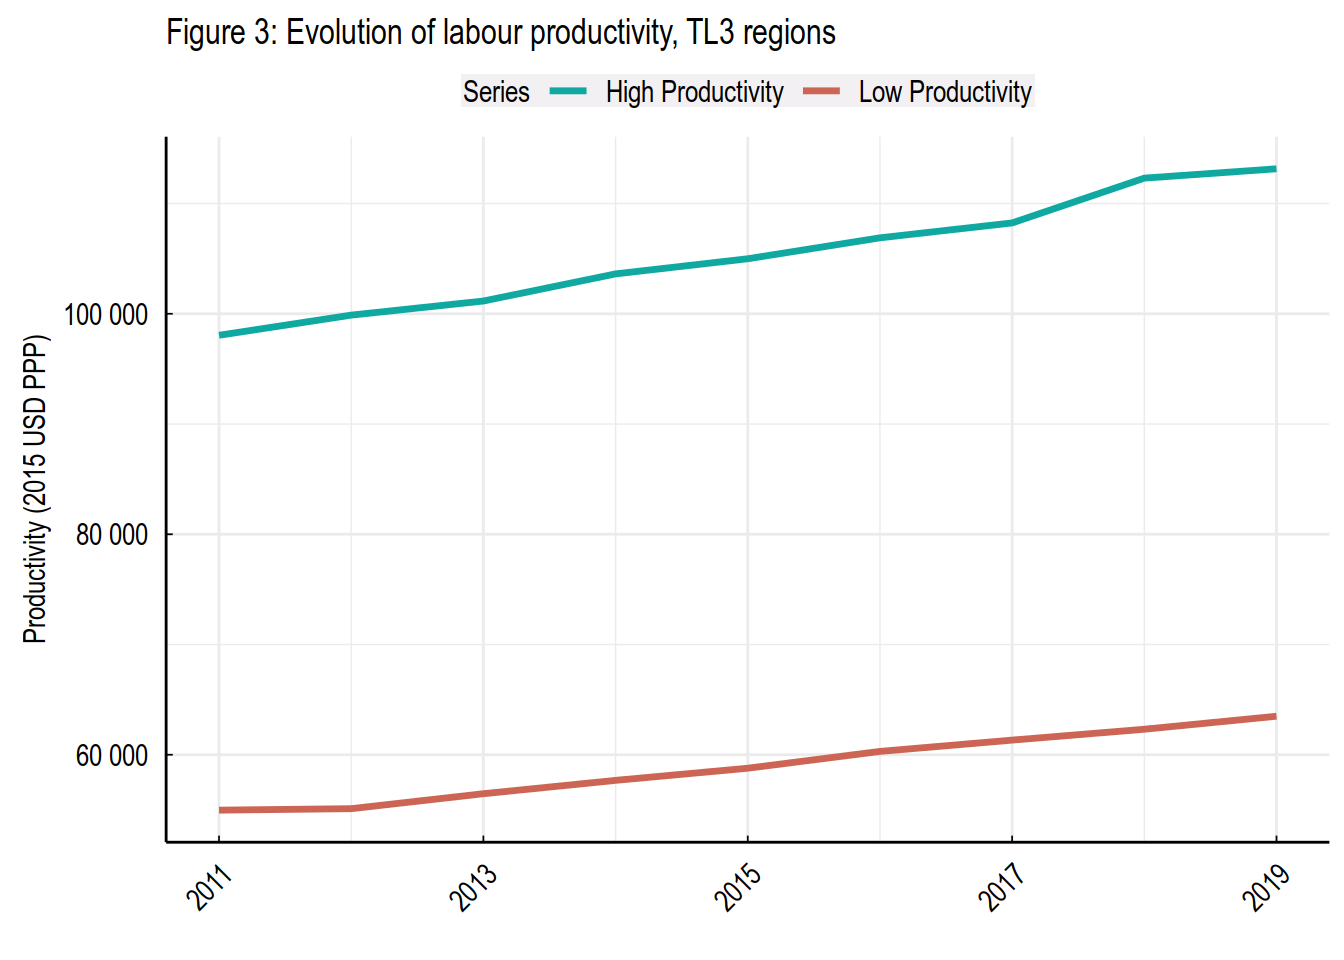 Figure 3: Evolution of labour productivity, TL3 regions
Series High Productivity Low Productivity
Productivity (2015 USD PPP)
100 000
80 000
60 000
2011 2013 2015 2017 2019